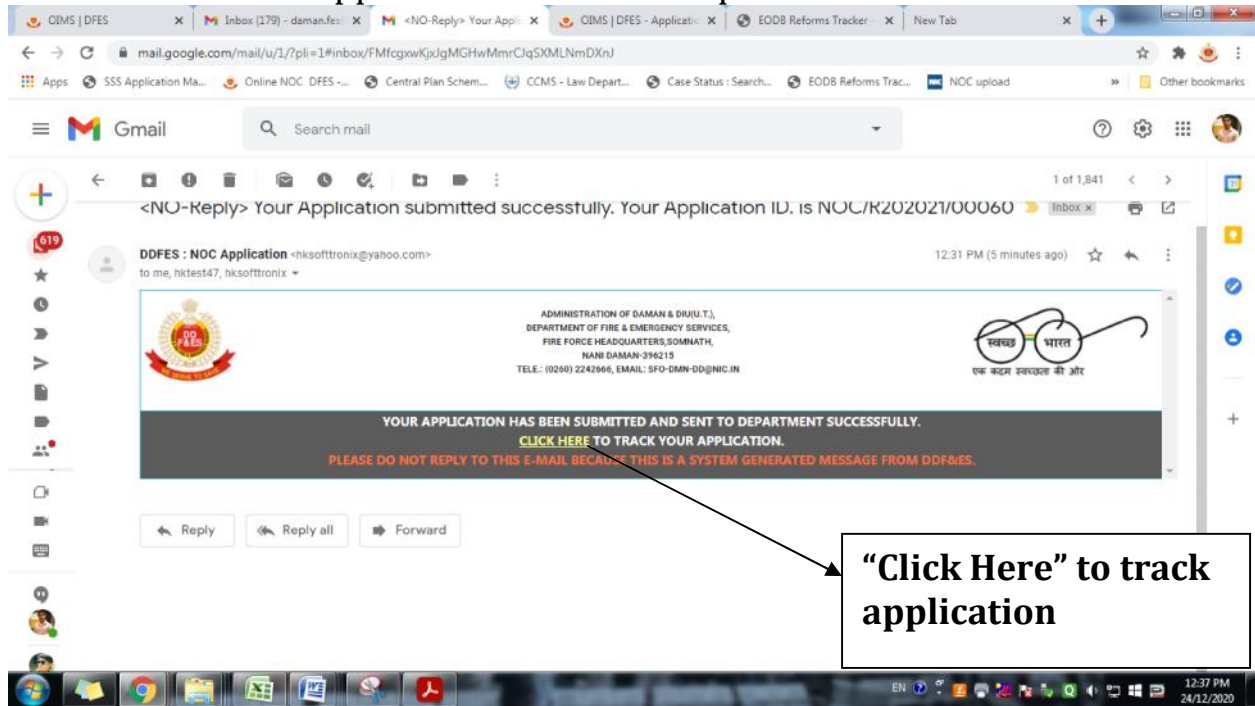 OIMS | DFES
Inbox (179) - daman.fes
<NO-Reply> Your Appli
OIMS | DFES - Applicatio
EODB Reforms Tracker -
New Tab
mail.google.com/mail/u/1/?pli=1#inbox/FMfcgxwKjxJgMGHwMmrCJqSXMLNmDXnJ
Apps
SSS Application Ma...
Online NOC DFES -...
Central Plan Schem...
CCMS - Law Depart...
Case Status : Search...
EODB Reforms Trac...
NOC upload
Other bookmarks
Gmail
Search mail
1 of 1,841
<NO-Reply> Your Application submitted successfully. Your Application ID. is NOC/R202021/00060
Inbox x
619
DDFES : NOC Application <hksofttronix@yahoo.com>
12:31 PM (5 minutes ago)
to me, hktest47, hksofttronix
ADMINISTRATION OF DAMAN & DIU(U.T.),
DEPARTMENT OF FIRE & EMERGENCY SERVICES,
FIRE FORCE HEADQUARTERS,SOMNATH,
NANI DAMAN-396215
TELE.: (0260) 2242666, EMAIL: SFO-DMN-DD@NIC.IN
DD
F&ES
WE SERVE TO SAVE
स्वच्छ भारत
एक कदम स्वच्छता की ओर
YOUR APPLICATION HAS BEEN SUBMITTED AND SENT TO DEPARTMENT SUCCESSFULLY.
CLICK HERE TO TRACK YOUR APPLICATION.
PLEASE DO NOT REPLY TO THIS E-MAIL BECAUSE THIS IS A SYSTEM GENERATED MESSAGE FROM DDF&ES.
Reply
Reply all
Forward
“Click Here” to track
application
EN
12:37 PM
24/12/2020